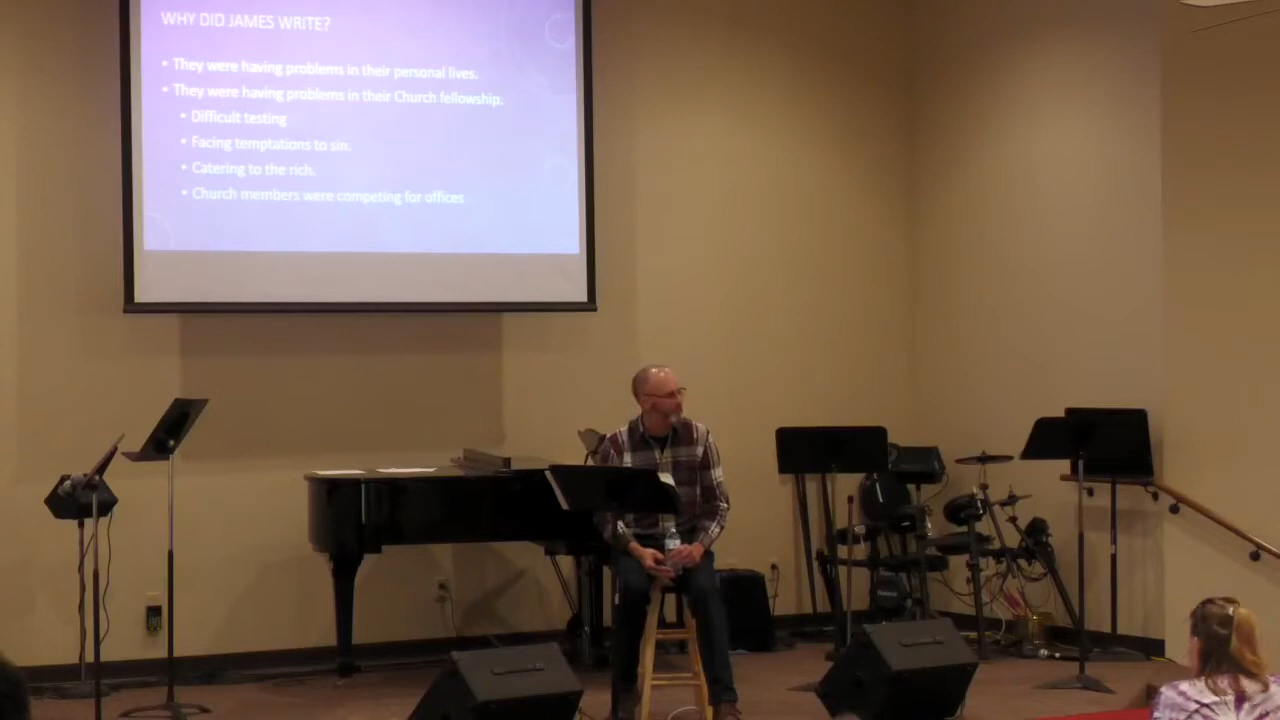 WHY DID JAMES WRITE?
• They were having problems in their personal lives.
• They were having problems in their Church fellowship.
• Difficult testing
• Facing temptations to sin.
• Catering to the rich.
• Church members were competing for offices